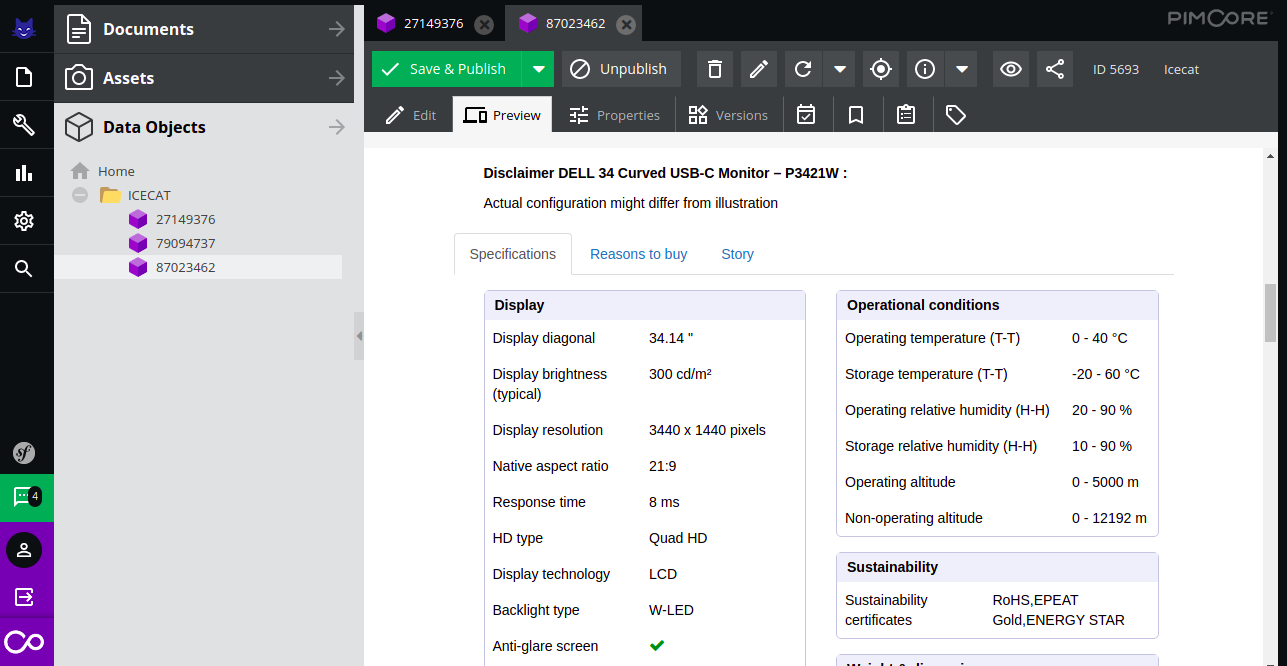 Documents
Assets
Data Objects
Home
ICECAT
27149376
79094737
87023462
4
27149376
87023462
PIMCORE
Save & Publish
Unpublish
ID 5693
Icecat
Edit
Preview
Properties
Versions
Disclaimer DELL 34 Curved USB-C Monitor – P3421W :
Actual configuration might differ from illustration
Specifications
Reasons to buy
Story
Display
Display diagonal 34.14 "
Display brightness 300 cd/m²
(typical)
Display resolution 3440 x 1440 pixels
Native aspect ratio 21:9
Response time 8 ms
HD type Quad HD
Display technology LCD
Backlight type W-LED
Anti-glare screen
Operational conditions
Operating temperature (T-T) 0 - 40 °C
Storage temperature (T-T) -20 - 60 °C
Operating relative humidity (H-H) 20 - 90 %
Storage relative humidity (H-H) 10 - 90 %
Operating altitude 0 - 5000 m
Non-operating altitude 0 - 12192 m
Sustainability
Sustainability RoHS,EPEAT
certificates Gold,ENERGY STAR